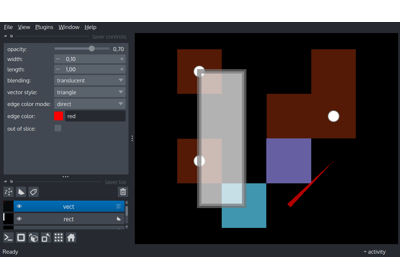 File View Plugins Window Help
layer controls
opacity: 0,70
width: 0,10
length: 1,00
blending: translucent
vector style: triangle
edge color mode: direct
edge color: red
out of slice:
layer list
vect
rect
Ready
activity